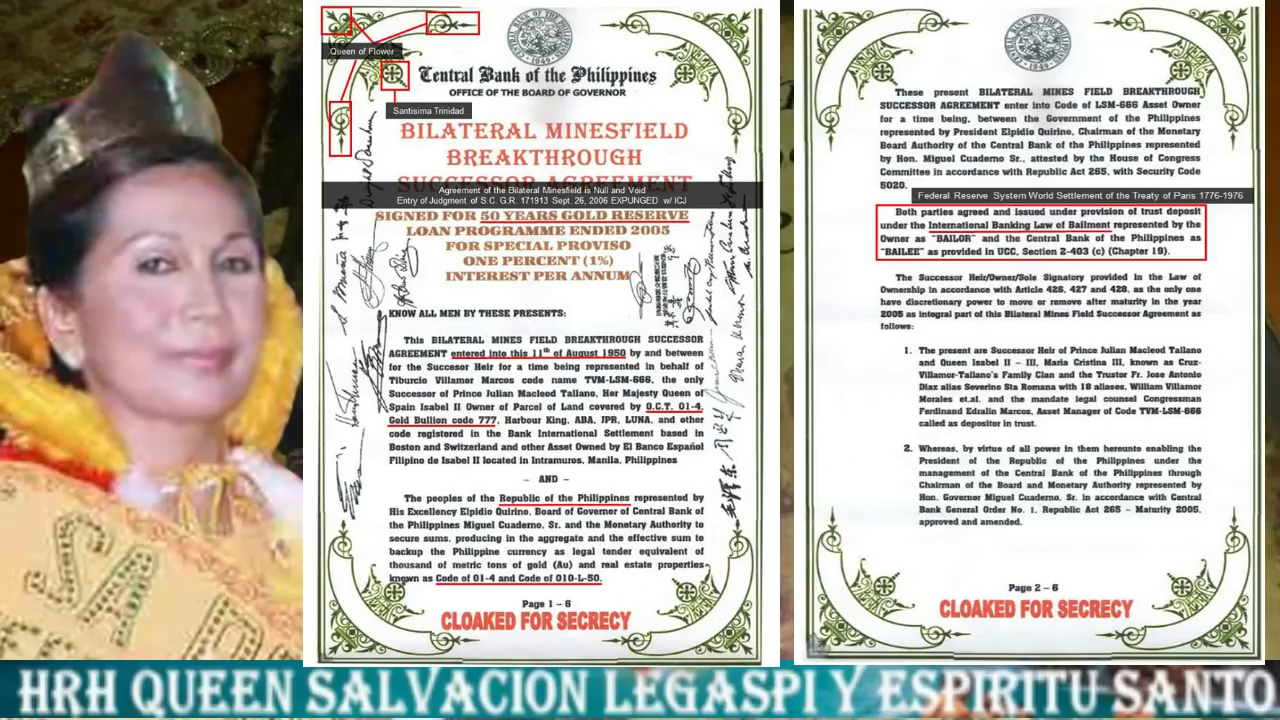 Queen of Flower
Santisima Trinidad
CENTRAL BANK OF THE PHILIPPINES
1949
Central Bank of the Philippines
OFFICE OF THE BOARD OF GOVERNOR
BILATERAL MINESFIELD
BREAKTHROUGH
SUCCESSOR AGREEMENT
Agreement of the Bilateral Minesfield is Null and Void
Entry of Judgment of S.C. G.R. 171913 Sept. 26, 2006 EXPUNGED w/ ICJ
SIGNED FOR 50 YEARS GOLD RESERVE
LOAN PROGRAMME ENDED 2005
FOR SPECIAL PROVISO
ONE PERCENT (1%)
INTEREST PER ANNUM
KNOW ALL MEN BY THESE PRESENTS:
This BILATERAL MINES FIELD BREAKTHROUGH SUCCESSOR
AGREEMENT entered into this 11th of August 1950 by and between
for the Succesor Heir for a time being represented in behalf of
Tiburcio Villamor Marcos code name TVM-LSM-666, the only
Successor of Prince Julian Macleod Tallano, Her Majesty Queen of
Spain Isabel II Owner of Parcel of Land covered by O.C.T. 01-4,
Gold Bullion code 777, Harbour King, ABA, JPR, LUNA, and other
code registered in the Bank International Settlement based in
Boston and Switzerland and other Asset Owned by El Banco Español
Filipino de Isabel II located in Intramuros, Manila, Philippines
– AND –
The peoples of the Republic of the Philippines represented by
His Excellency Elpidio Quirino, Board of Governor of Central Bank of
the Philippines Miguel Cuaderno, Sr. and the Monetary Authority to
secure sums, producing in the aggregate and the effective sum to
backup the Philippine currency as legal tender equivalent of
thousand of metric tons of gold (Au) and real estate properties
known as Code of 01-4 and Code of 010-L-50.
Page 1 – 6
CLOAKED FOR SECRECY
CENTRAL BANK OF THE PHILIPPINES
1949
These present BILATERAL MINES FIELD BREAKTHROUGH
SUCCESSOR AGREEMENT enter into Code of LSM-666 Asset Owner
for a time being, between the Government of the Philippines
represented by President Elpidio Quirino, Chairman of the Monetary
Board Authority of the Central Bank of the Philippines represented
by Hon. Miguel Cuaderno Sr., attested by the House of Congress
Committee in accordance with Republic Act 265, with Security Code
5020.
Federal Reserve System World Settlement of the Treaty of Paris 1776-1976
Both parties agreed and issued under provision of trust deposit
under the International Banking Law of Bailment represented by the
Owner as "BAILOR" and the Central Bank of the Philippines as
"BAILEE" as provided in UCC, Section 2-403 (c) (Chapter 19).
The Successor Heir/Owner/Sole Signatory provided in the Law of
Ownership in accordance with Article 426, 427 and 428, as the only one
have discretionary power to move or remove after maturity in the year
2005 as integral part of this Bilateral Mines Field Successor Agreement as
follows:
1. The present are Successor Heir of Prince Julian Macleod Tallano
and Queen Isabel II – III, Maria Cristina III, known as Cruz-
Villamor-Tallano's Family Clan and the Trustor Fr. Jose Antonio
Diaz alias Severino Sta Romana with 18 aliases, William Villamor
Morales et.al. and the mandate legal counsel Congressman
Ferdinand Edralin Marcos, Asset Manager of Code TVM-LSM-666
called as depositor in trust.
2. Whereas, by virtue of all power in them hereunto enabling the
President of the Republic of the Philippines under the
management of the Central Bank of the Philippines through
Chairman of the Board and Monetary Authority represented by
Hon. Governor Miguel Cuaderno, Sr. in accordance with Central
Bank General Order No. 1. Republic Act 265 – Maturity 2005,
approved and amended.
Page 2 – 6
CLOAKED FOR SECRECY
HRH QUEEN SALVACION LEGASPI Y ESPIRITU SANTO